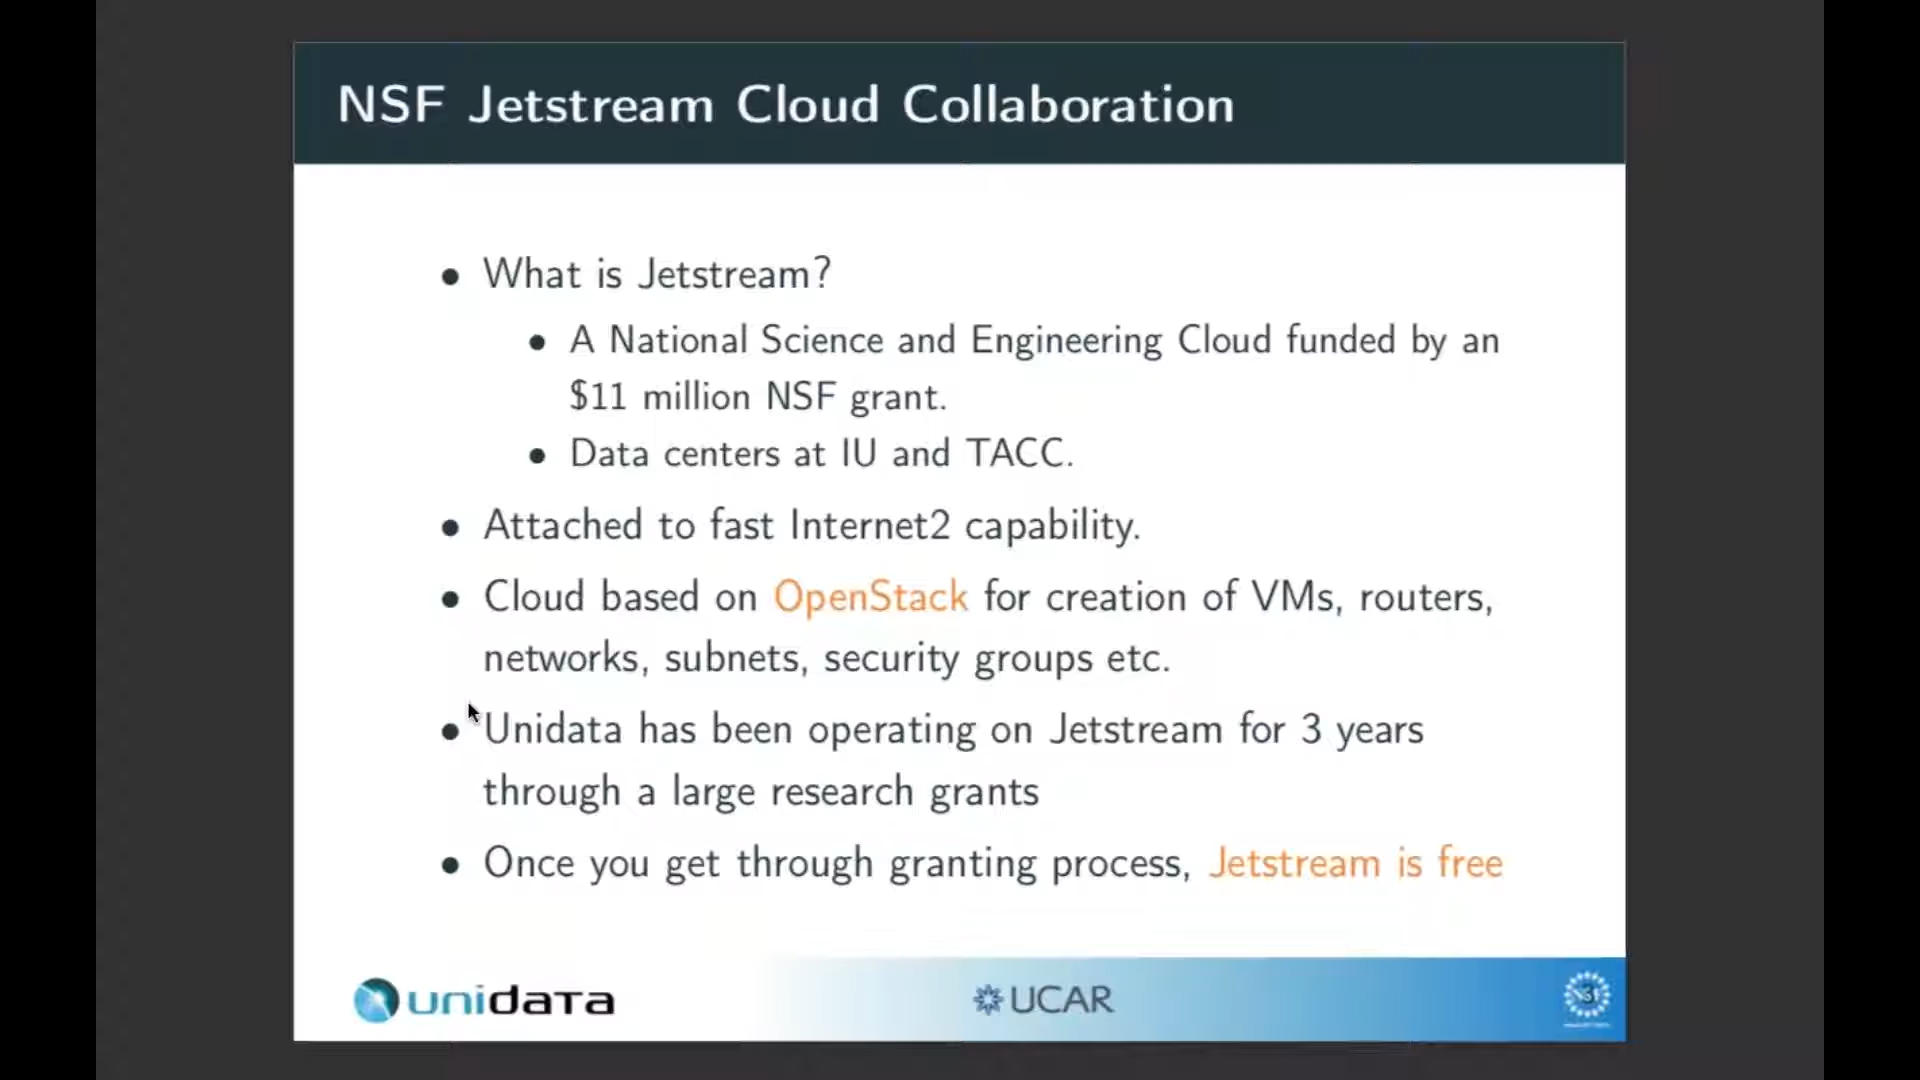 NSF Jetstream Cloud Collaboration
• What is Jetstream?
• A National Science and Engineering Cloud funded by an
$11 million NSF grant.
• Data centers at IU and TACC.
• Attached to fast Internet2 capability.
• Cloud based on OpenStack for creation of VMs, routers,
networks, subnets, security groups etc.
• Unidata has been operating on Jetstream for 3 years
through a large research grants
• Once you get through granting process, Jetstream is free
unidata
UCAR